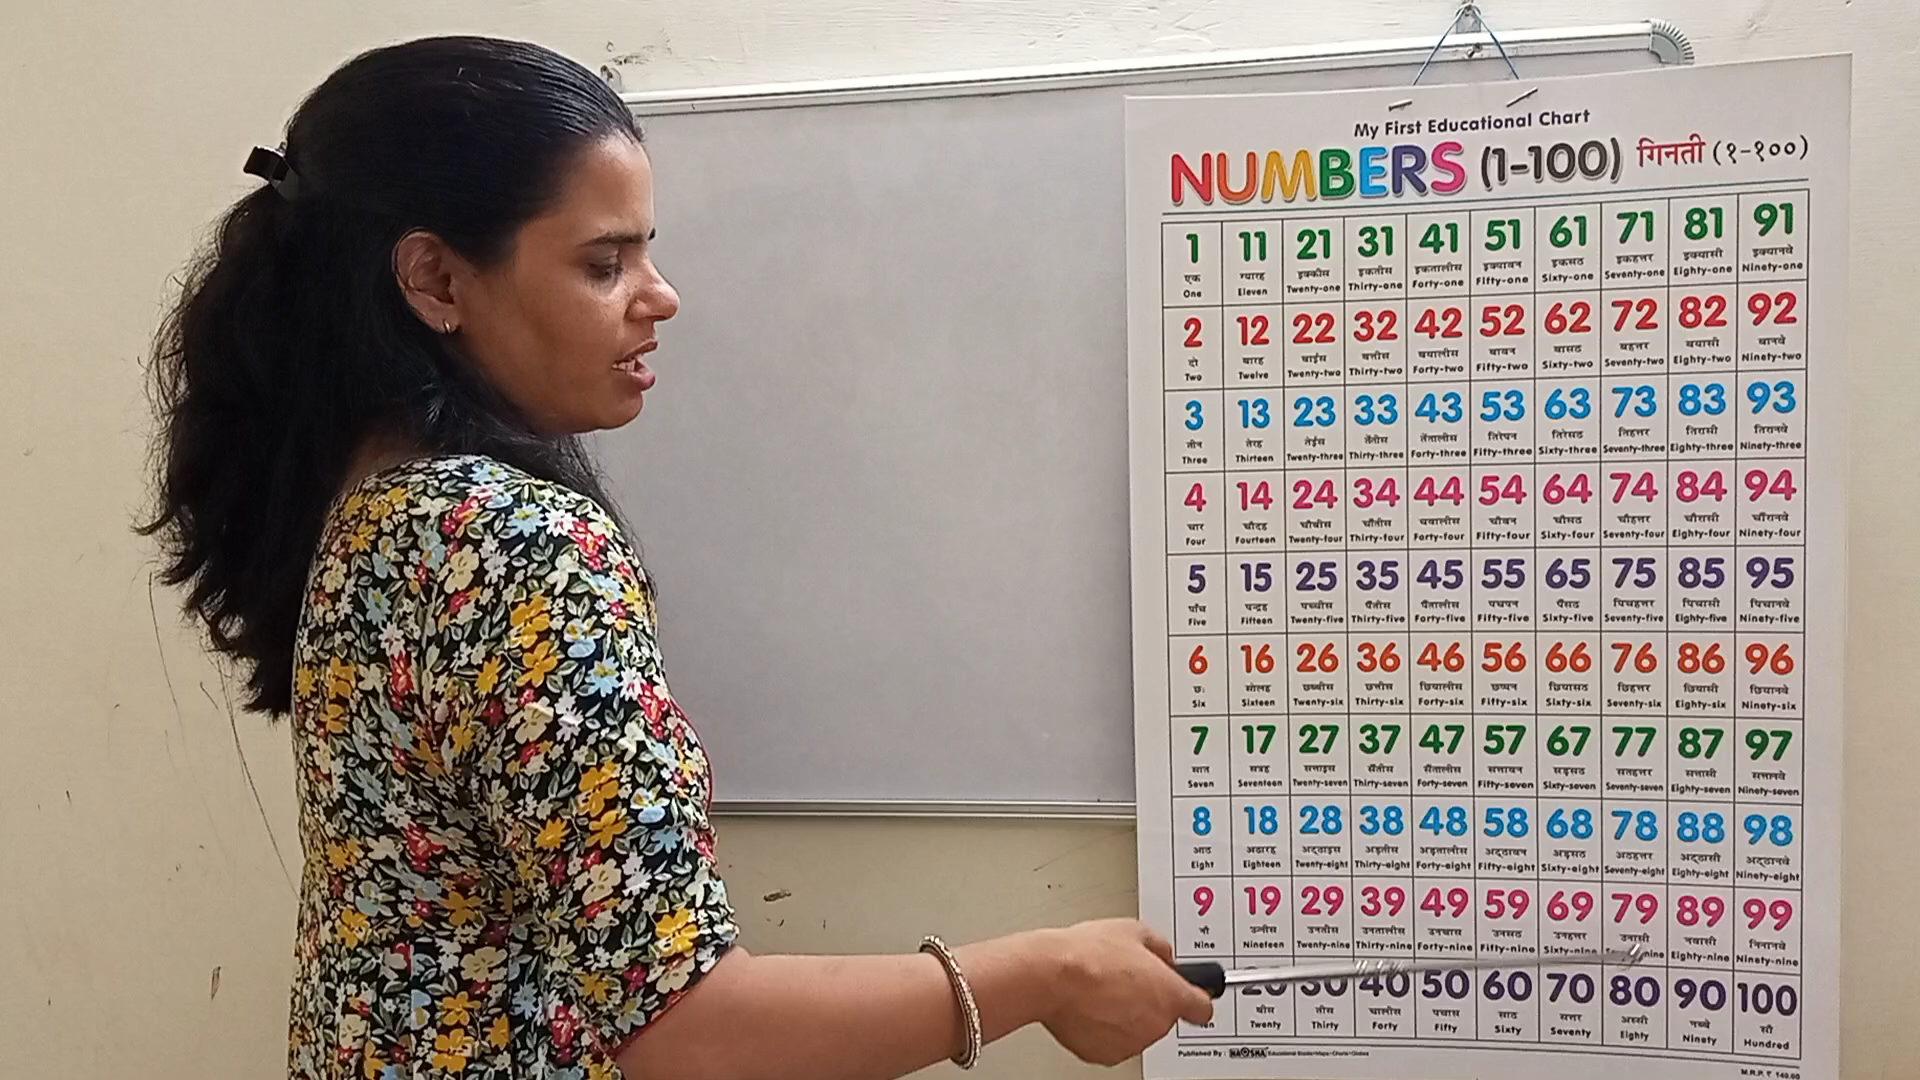 My First Educational Chart
NUMBERS (1-100) गिनती (१-१००)
1 11 21 31 41 51 61 71 81 91
एक ग्यारह इक्कीस इकतीस इकतालीस इक्यावन इकसठ इकहत्तर इक्यासी इक्यानवे
One Eleven Twenty-one Thirty-one Forty-one Fifty-one Sixty-one Seventy-one Eighty-one Ninety-one
2 12 22 32 42 52 62 72 82 92
दो बारह बाईस बत्तीस बयालीस बावन बासठ बहत्तर बयासी बानवे
Two Twelve Twenty-two Thirty-two Forty-two Fifty-two Sixty-two Seventy-two Eighty-two Ninety-two
3 13 23 33 43 53 63 73 83 93
तीन तेरह तेईस तैंतीस तैंतालीस तिरेपन तिरेसठ तिहत्तर तिरासी तिरानवे
Three Thirteen Twenty-three Thirty-three Forty-three Fifty-three Sixty-three Seventy-three Eighty-three Ninety-three
4 14 24 34 44 54 64 74 84 94
चार चौदह चौबीस चौंतीस चवालीस चौवन चौंसठ चौहत्तर चौरासी चौरानवे
Four Fourteen Twenty-four Thirty-four Forty-four Fifty-four Sixty-four Seventy-four Eighty-four Ninety-four
5 15 25 35 45 55 65 75 85 95
पाँच पन्द्रह पच्चीस पैंतीस पैंतालीस पचपन पैंसठ पिचहत्तर पिचासी पिचानवे
Five Fifteen Twenty-five Thirty-five Forty-five Fifty-five Sixty-five Seventy-five Eighty-five Ninety-five
6 16 26 36 46 56 66 76 86 96
छः सोलह छब्बीस छत्तीस छियालीस छप्पन छियासठ छिहत्तर छियासी छियानवे
Six Sixteen Twenty-six Thirty-six Forty-six Fifty-six Sixty-six Seventy-six Eighty-six Ninety-six
7 17 27 37 47 57 67 77 87 97
सात सत्रह सत्ताइस सैंतीस सैंतालीस सत्तावन सड़सठ सतहत्तर सत्तासी सत्तानवे
Seven Seventeen Twenty-seven Thirty-seven Forty-seven Fifty-seven Sixty-seven Seventy-seven Eighty-seven Ninety-seven
8 18 28 38 48 58 68 78 88 98
आठ अठारह अट्ठाइस अड़तीस अड़तालीस अट्ठावन अड़सठ अठहत्तर अट्ठासी अट्ठानवे
Eight Eighteen Twenty-eight Thirty-eight Forty-eight Fifty-eight Sixty-eight Seventy-eight Eighty-eight Ninety-eight
9 19 29 39 49 59 69 79 89 99
नौ उन्नीस उनतीस उनतालीस उनचास उनसठ उनहत्तर उनासी नवासी निनानवे
Nine Nineteen Twenty-nine Thirty-nine Forty-nine Fifty-nine Sixty-nine Eighty-nine Ninety-nine
20 30 40 50 60 70 80 90 100
बीस तीस चालीस पचास साठ सत्तर अस्सी नब्बे सौ
Twenty Thirty Forty Fifty Sixty Seventy Eighty Ninety Hundred
Published By :
M.R.P. ₹ 140.00